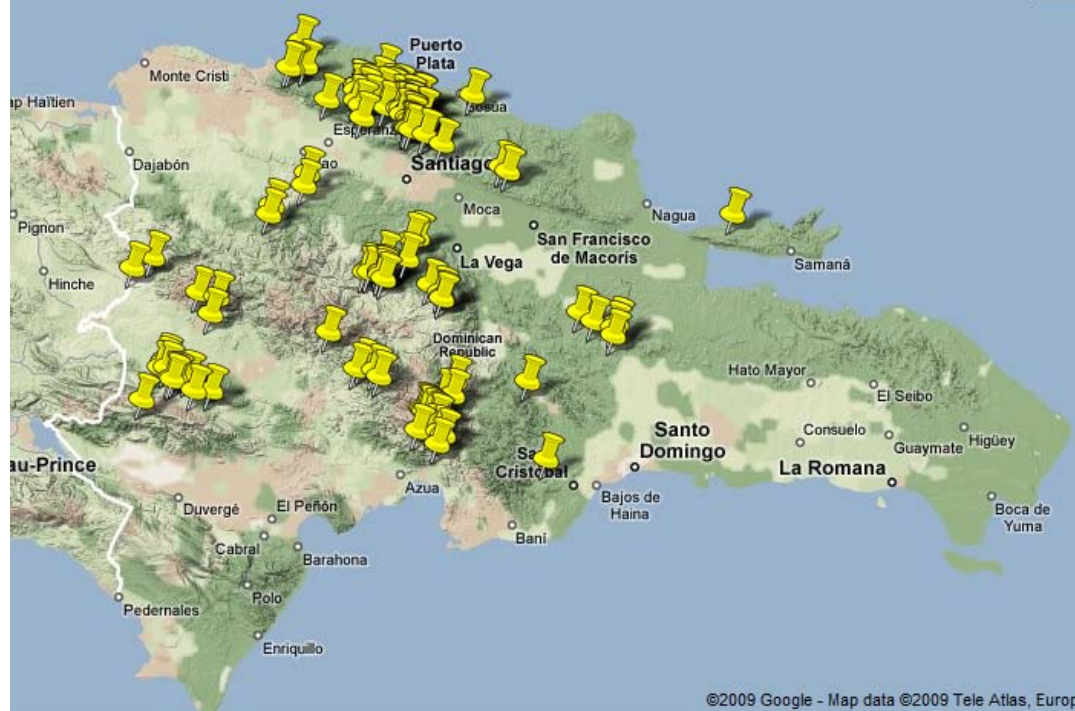 Puerto
Plata
Monte Cristi
Dajabón
Santiago
Moca
Nagua
Pignon
San Francisco
de Macorís
La Vega
Samaná
Hinche
Dominican
Republic
Hato Mayor
El Seibo
Santo
Domingo
Consuelo
Guaymate
Higüey
Cristobal
La Romana
Azua
Bajos de
Haina
Boca de
Yuma
Duvergé
El Peñón
Baní
Cabral
Barahona
Polo
Pedernales
Enriquillo
©2009 Google - Map data ©2009 Tele Atlas, Europ